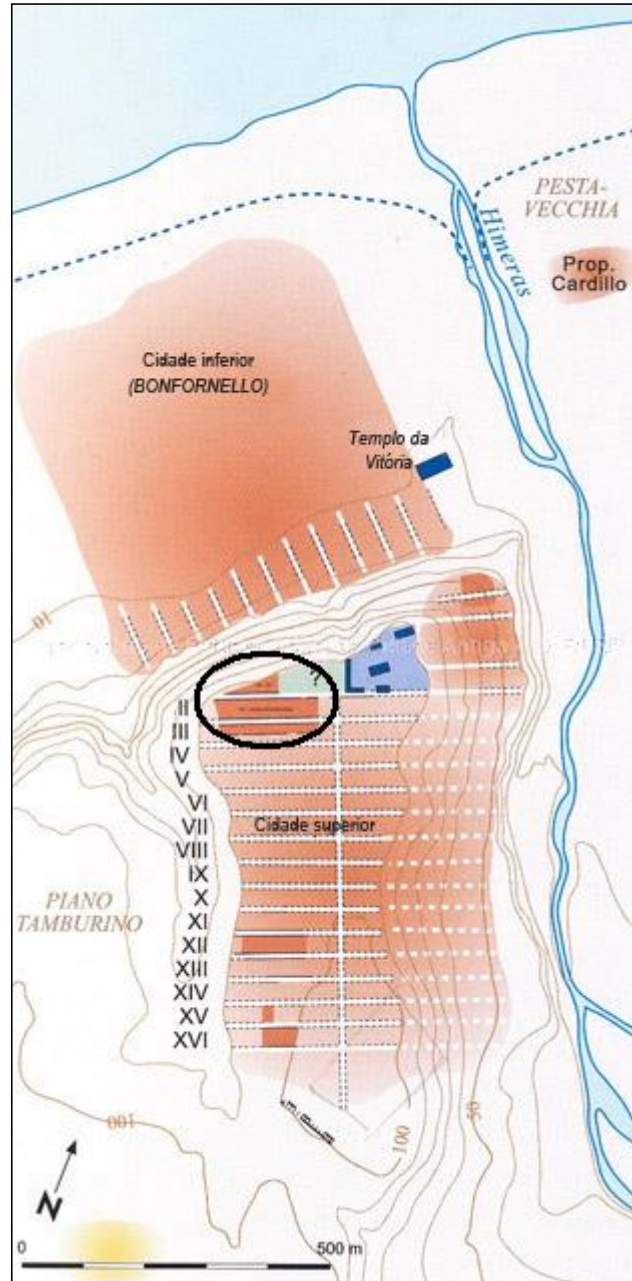 PESTA-
VECCHIA
Himeras
Prop.
Cardillo
Cidade inferior
(BONFORNELLO)
Templo da
Vitória
10
II
III
IV
V
VI
VII
Cidade superior
VIII
IX
X
PIANO
TAMBURINO
XI
XII
XIII
XIV
XV
XVI
100
50
100
N
0
500 m